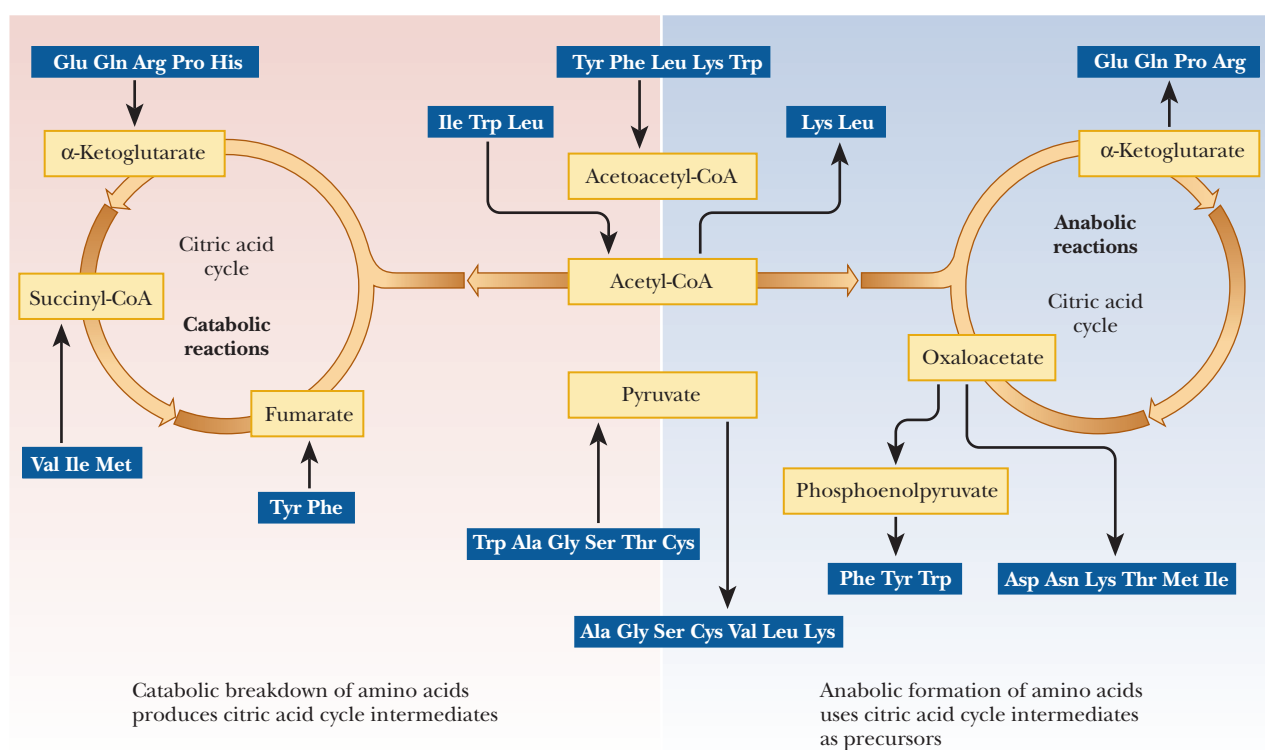 Glu Gln Arg Pro His
Tyr Phe Leu Lys Trp
Glu Gln Pro Arg
Ile Trp Leu
Lys Leu
α-Ketoglutarate
Acetoacetyl-CoA
α-Ketoglutarate
Citric acid
cycle
Anabolic
reactions
Succinyl-CoA
Acetyl-CoA
Citric acid
cycle
Catabolic
reactions
Oxaloacetate
Fumarate
Pyruvate
Val Ile Met
Phosphoenolpyruvate
Tyr Phe
Trp Ala Gly Ser Thr Cys
Phe Tyr Trp
Asp Asn Lys Thr Met Ile
Ala Gly Ser Cys Val Leu Lys
Catabolic breakdown of amino acids
produces citric acid cycle intermediates
Anabolic formation of amino acids
uses citric acid cycle intermediates
as precursors